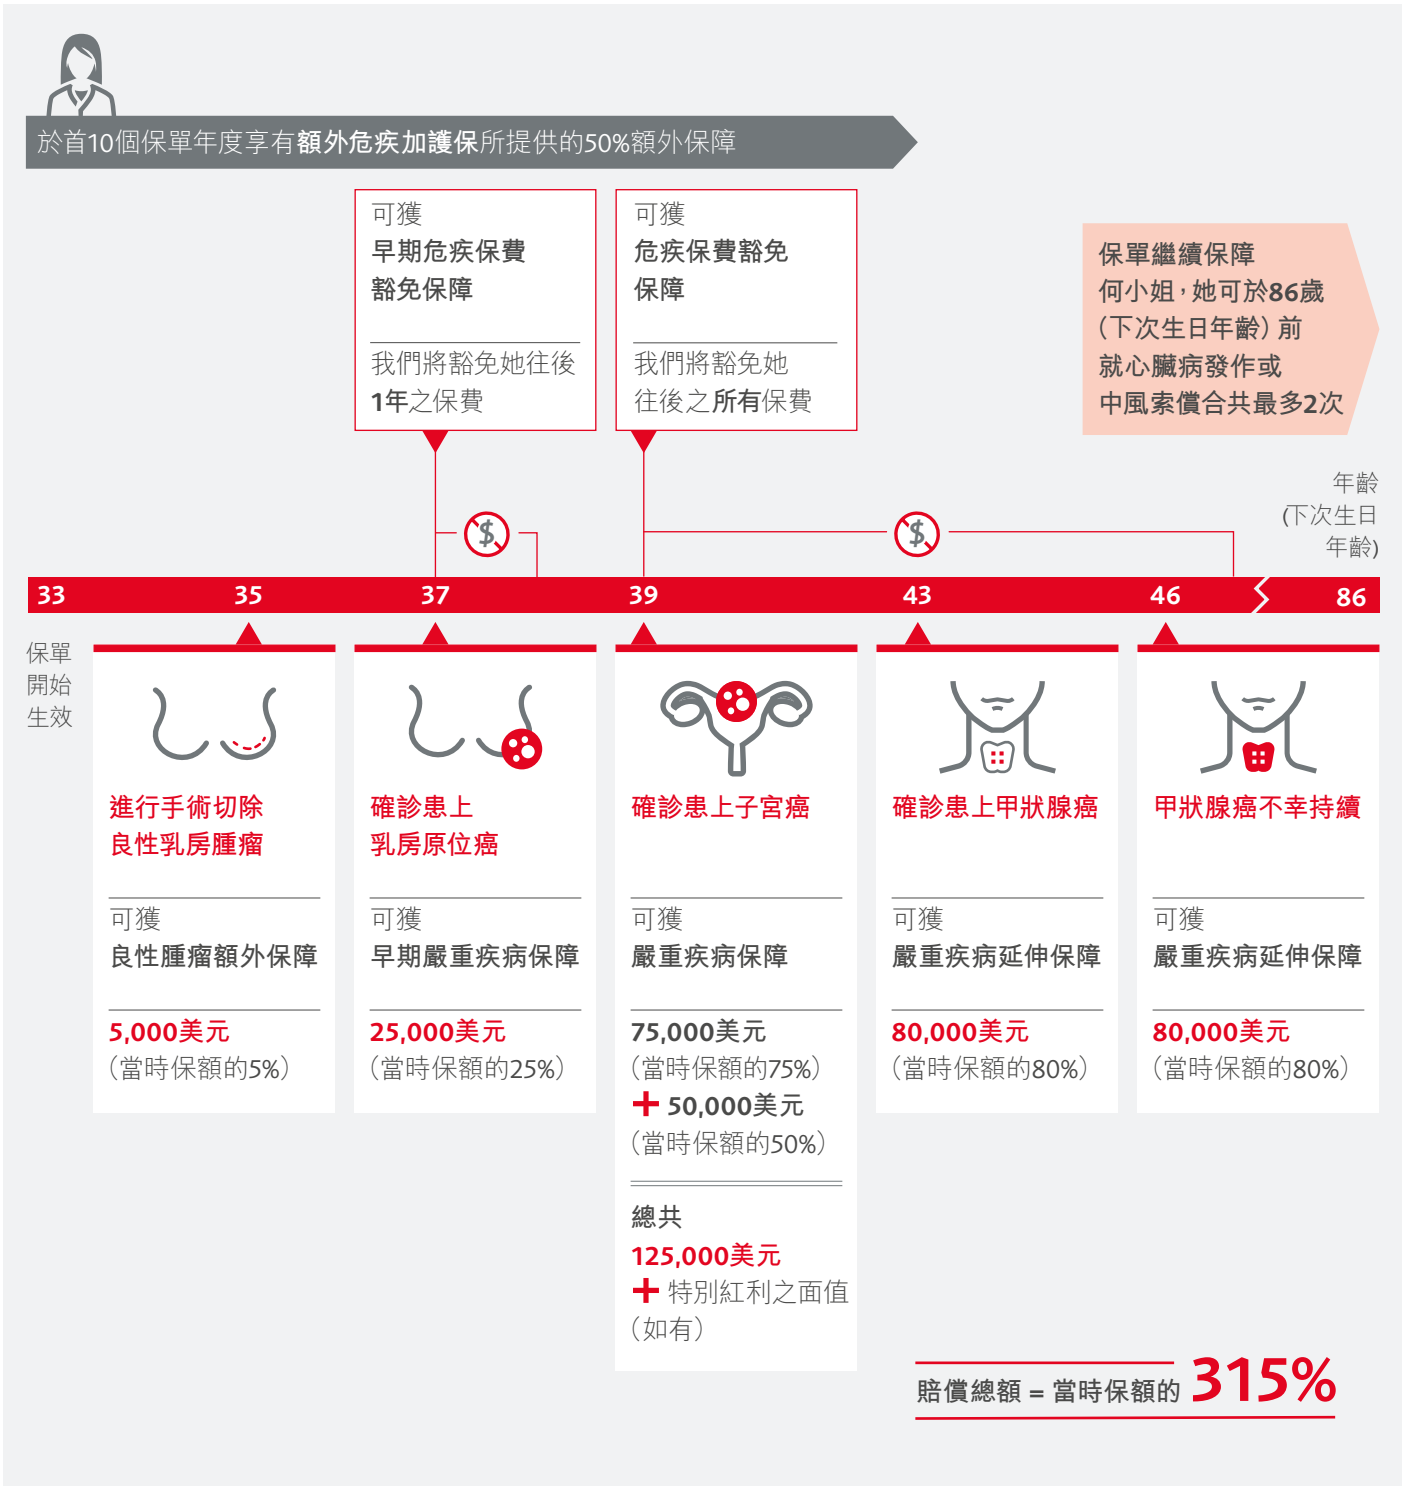 於首10個保單年度享有額外危疾加護保所提供的50%額外保障
可獲
早期危疾保費
豁免保障
我們將豁免她往後
1年之保費
可獲
危疾保費豁免
保障
我們將豁免她
往後之所有保費
保單繼續保障
何小姐，她可於86歲
（下次生日年齡）前
就心臟病發作或
中風索償合共最多2次
年齡
(下次生日
年齡)
$
$
33
35
37
39
43
46
86
保單
開始
生效
進行手術切除
良性乳房腫瘤
可獲
良性腫瘤額外保障
5,000美元
（當時保額的5%）
確診患上
乳房原位癌
可獲
早期嚴重疾病保障
25,000美元
（當時保額的25%）
確診患上子宮癌
可獲
嚴重疾病保障
75,000美元
（當時保額的75%）
+ 50,000美元
（當時保額的50%）
總共
125,000美元
+ 特別紅利之面值
（如有）
確診患上甲狀腺癌
可獲
嚴重疾病延伸保障
80,000美元
（當時保額的80%）
甲狀腺癌不幸持續
可獲
嚴重疾病延伸保障
80,000美元
（當時保額的80%）
賠償總額 = 當時保額的 315%